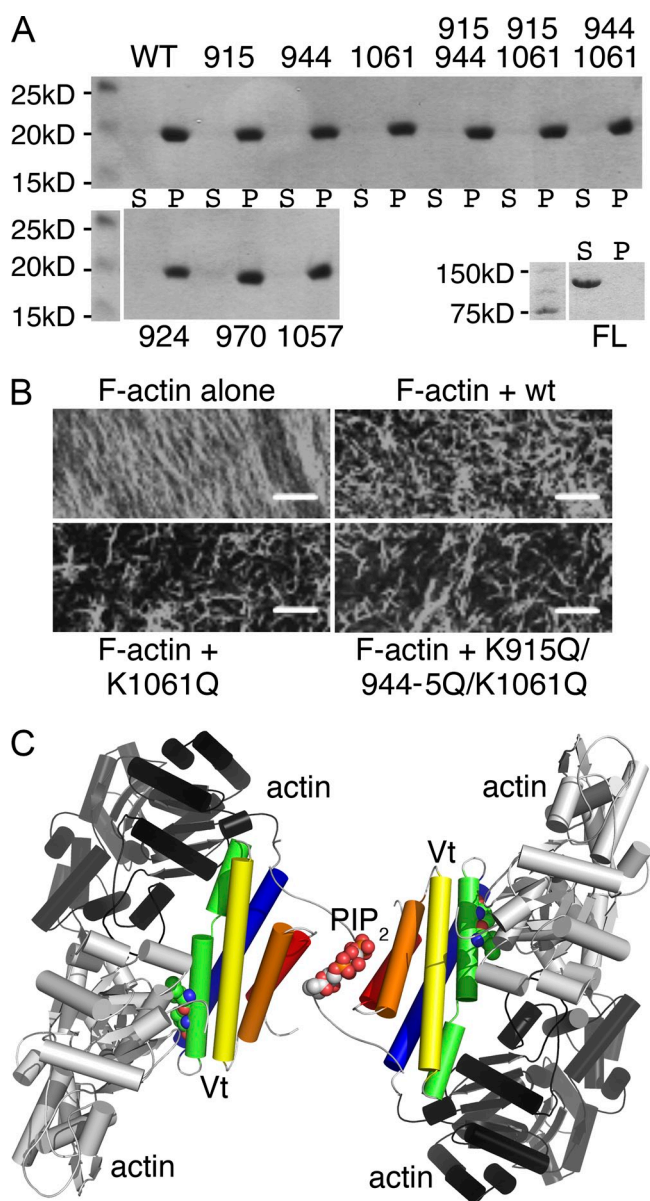 A
WT 915 944 1061 915 944 915 1061 944 1061
25kD
20kD
15kD
S P S P S P S P S P S P S P
25kD
20kD
15kD
924 970 1057
S P
150kD
75kD
FL
B
F-actin alone
F-actin + wt
F-actin +
K1061Q
F-actin + K915Q/
944-5Q/K1061Q
C
actin
actin
Vt
PIP2
Vt
actin
actin